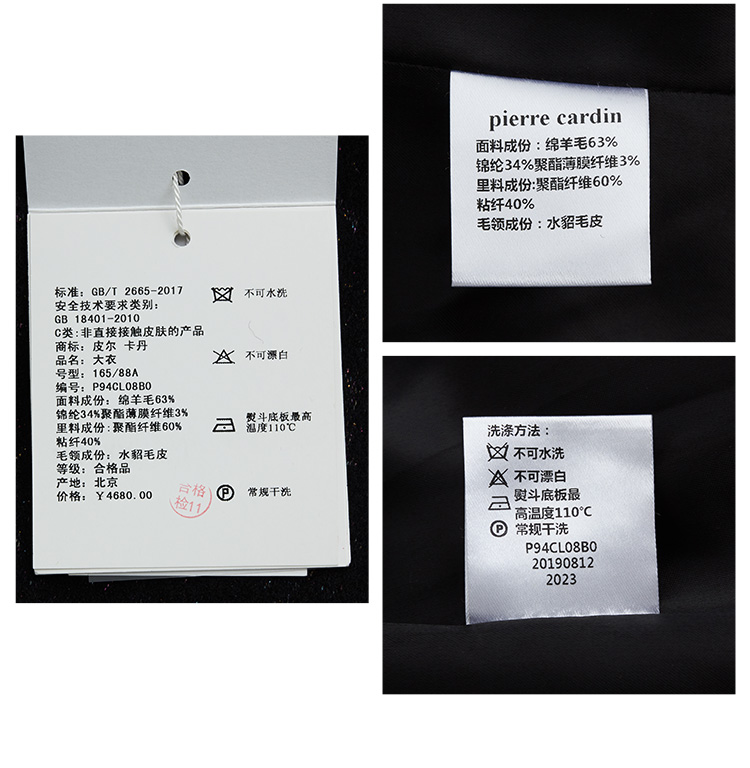 标准: GB/T 2665-2017
安全技术要求类别:
GB 18401-2010
C类:非直接接触皮肤的产品
商标: 皮尔 卡丹
品名: 大衣
号型: 165/88A
编号: P94CL08B0
面料成份: 绵羊毛63%
锦纶34%聚酯薄膜纤维3%
里料成份: 聚酯纤维60%
粘纤40%
毛领成份: 水貂毛皮
等级: 合格品
产地: 北京
价格: ¥4680.00
不可水洗
不可漂白
熨斗底板最高
温度110℃
常规干洗
P
合格
检11
pierre cardin
面料成份：绵羊毛63%
锦纶34%聚酯薄膜纤维3%
里料成份:聚酯纤维60%
粘纤40%
毛领成份：水貂毛皮
洗涤方法：
不可水洗
不可漂白
熨斗底板最
高温度110℃
P 常规干洗
P94CL08B0
20190812
2023